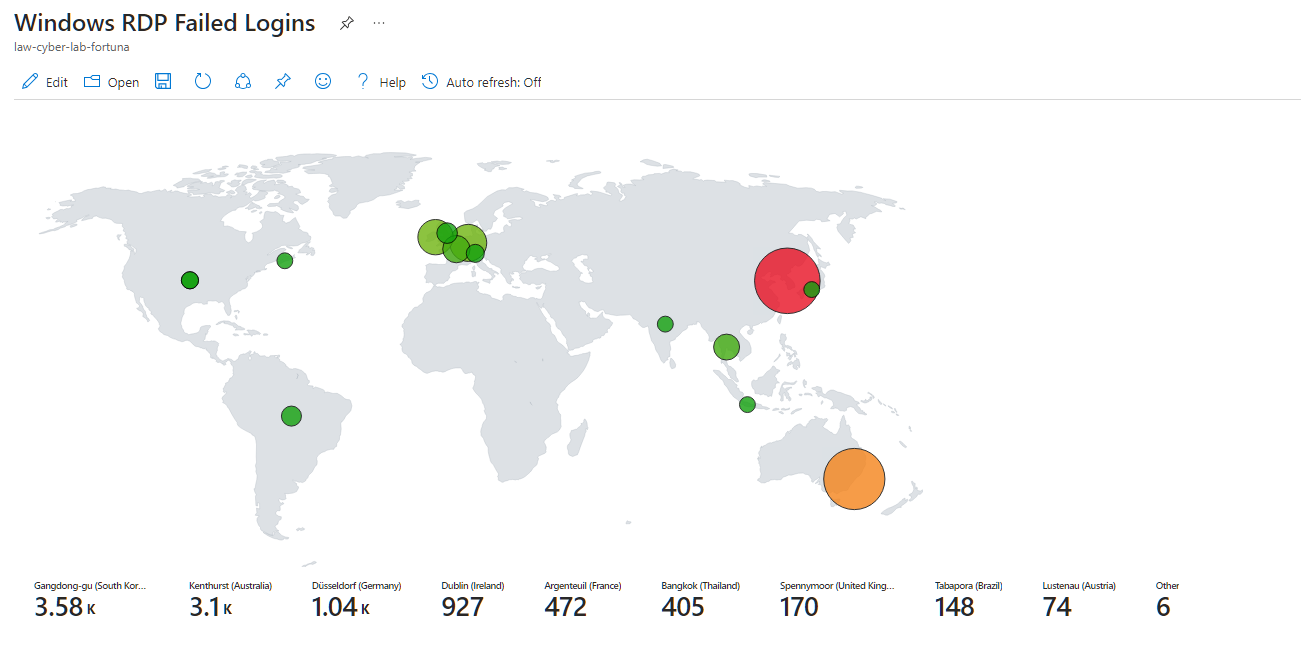 Windows RDP Failed Logins
law-cyber-lab-fortuna
Edit Open Help Auto refresh: Off
Gangdong-gu (South Kor... Kenthurst (Australia) Düsseldorf (Germany) Dublin (Ireland) Argenteuil (France) Bangkok (Thailand) Spennymoor (United King... Tabapora (Brazil) Lustenau (Austria) Other
3.58 K 3.1 K 1.04 K 927 472 405 170 148 74 6